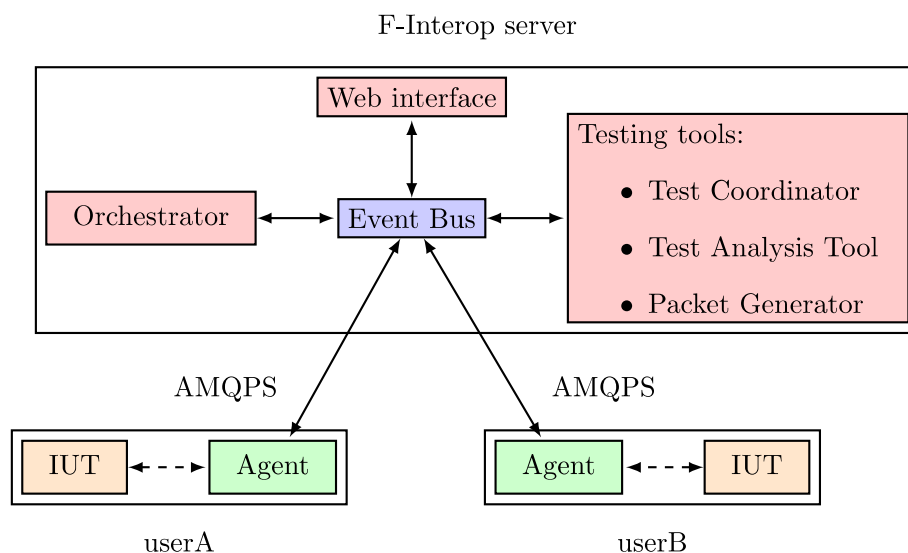 F-Interop server
Web interface
Testing tools:
• Test Coordinator
Orchestrator
Event Bus
• Test Analysis Tool
• Packet Generator
AMQPS
AMQPS
IUT
Agent
Agent
IUT
userA
userB